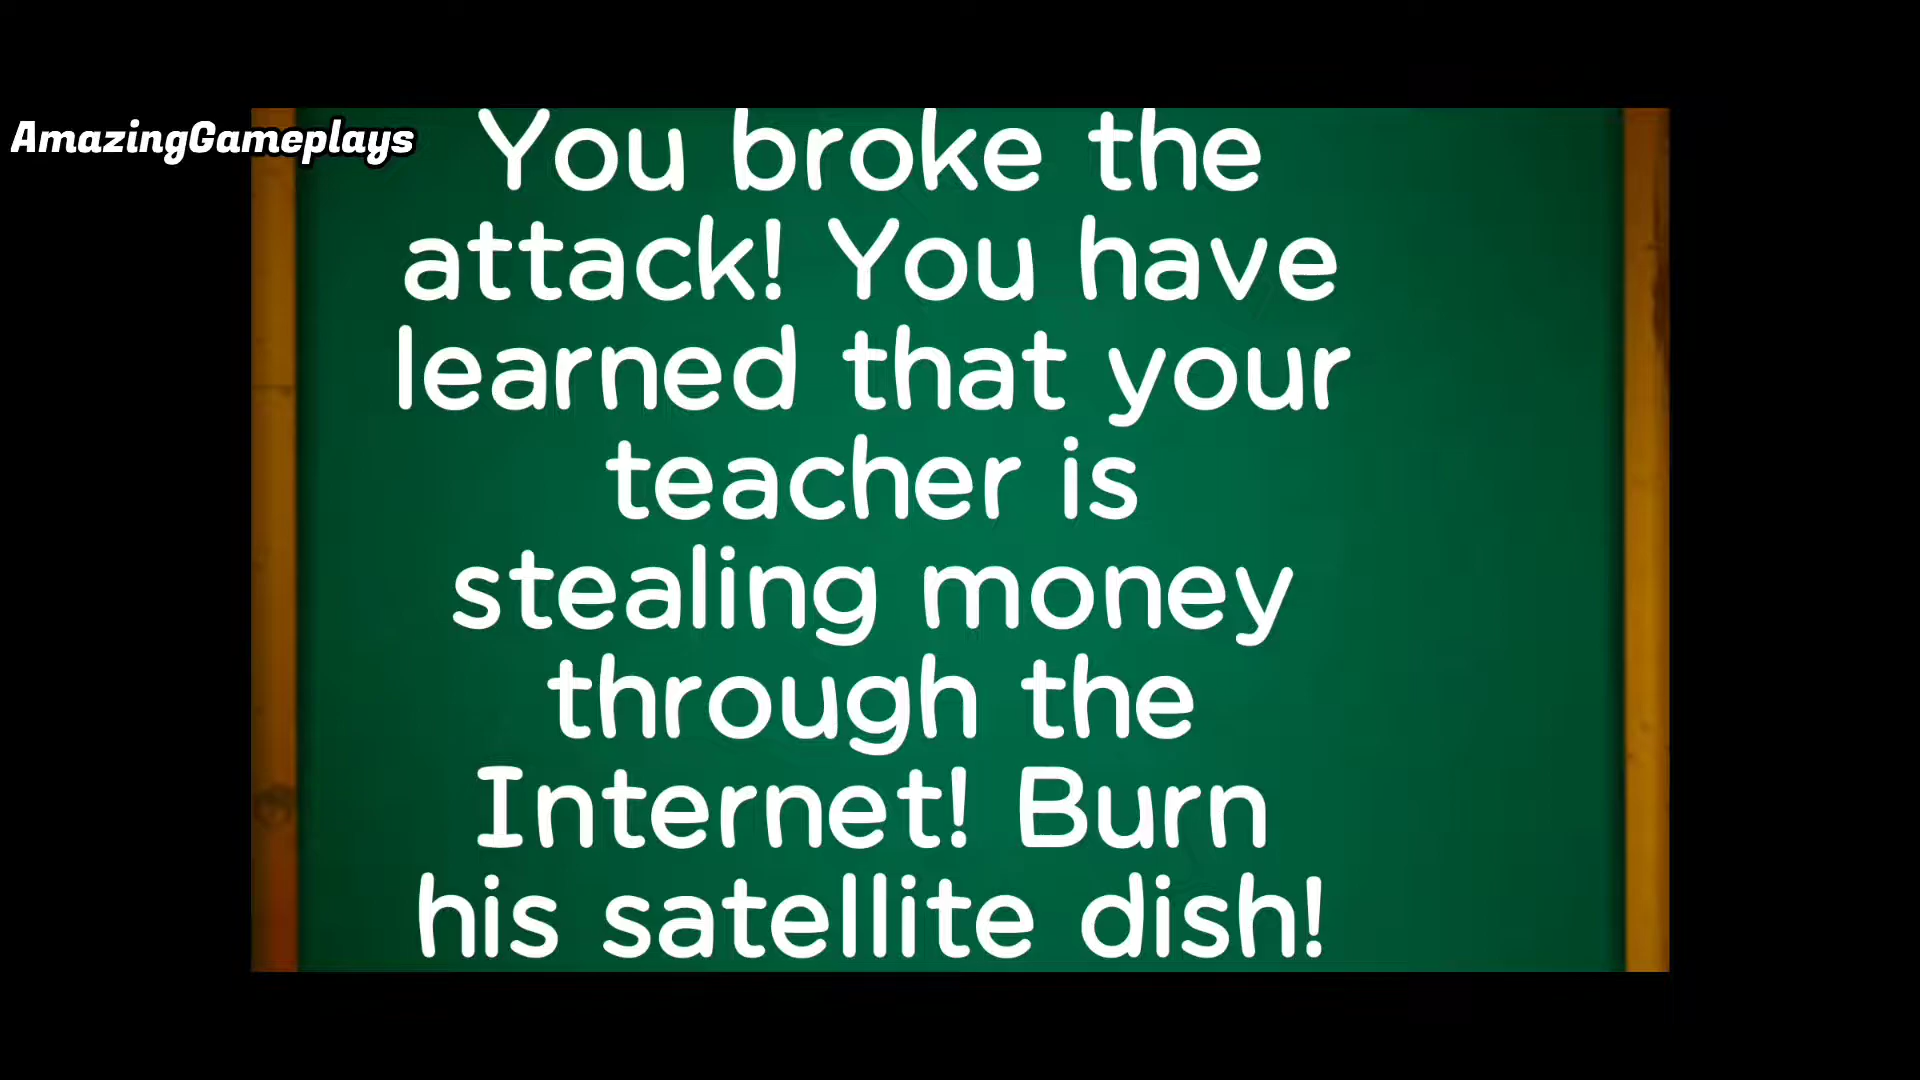 AmazingGameplays
You broke the
attack! You have
learned that your
teacher is
stealing money
through the
Internet! Burn
his satellite dish!